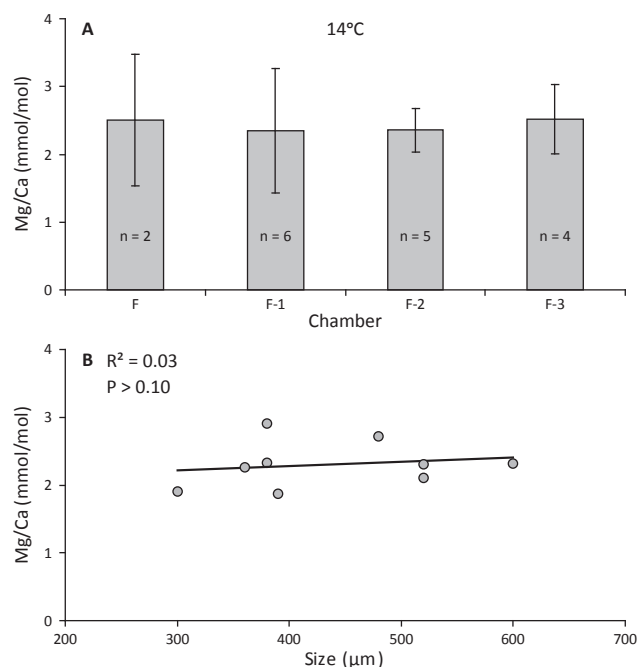 A
14°C
Mg/Ca (mmol/mol)
4
3
2
1
0
n = 2
n = 6
n = 5
n = 4
F
F-1
F-2
F-3
Chamber
B
R² = 0.03
P > 0.10
Mg/Ca (mmol/mol)
4
3
2
1
0
200
300
400
500
600
700
Size (µm)